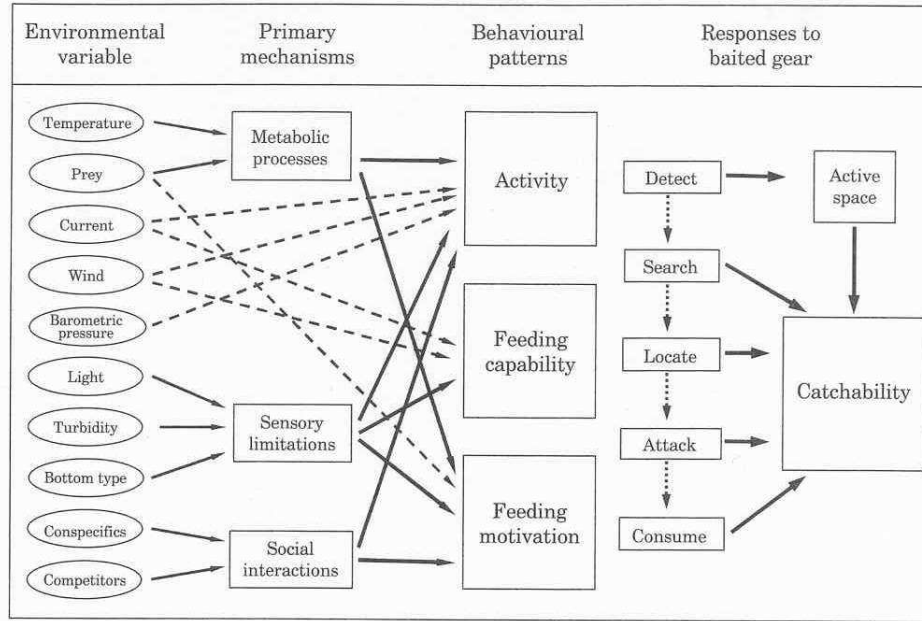 Environmental
variable
Primary
mechanisms
Behavioural
patterns
Responses to
baited gear
Temperature
Prey
Current
Wind
Barometric
pressure
Light
Turbidity
Bottom type
Conspecifics
Competitors
Metabolic
processes
Sensory
limitations
Social
interactions
Activity
Feeding
capability
Feeding
motivation
Detect
Search
Locate
Attack
Consume
Active
space
Catchability